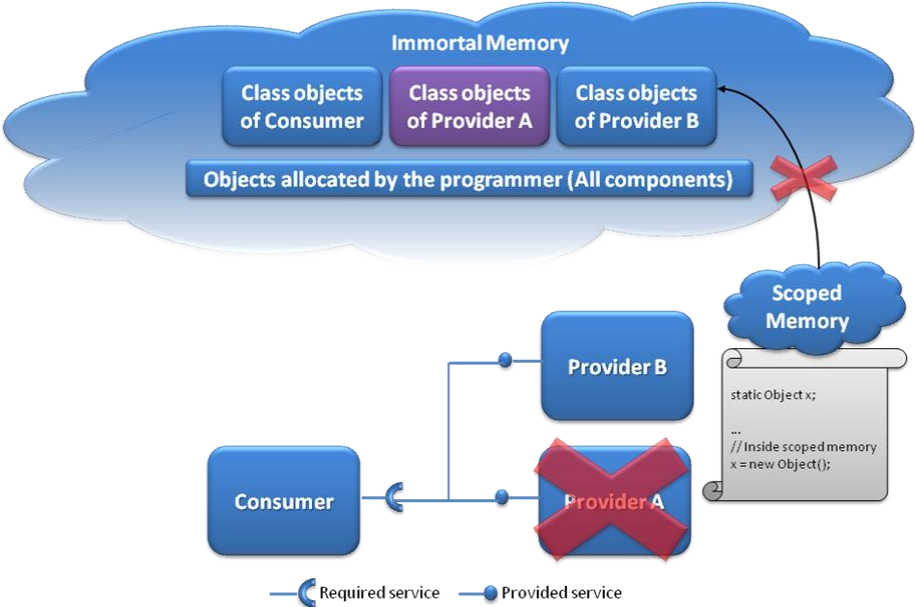 Immortal Memory
Class objects
of Consumer
Class objects
of Provider A
Class objects
of Provider B
Objects allocated by the programmer (All components)
Scoped
Memory
Provider B
static Object x;
...
// Inside scoped memory
x = new Object();
Consumer
Provider A
Required service
Provided service